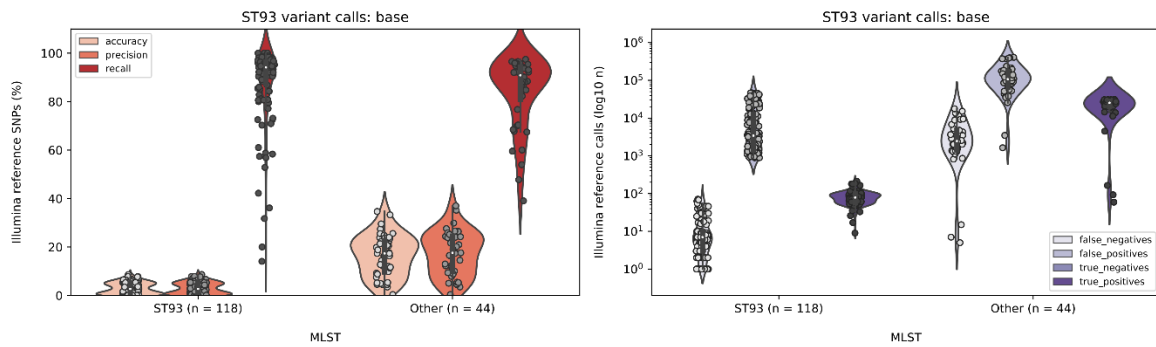 ST93 variant calls: base
accuracy
precision
recall
Illumina reference SNPs (%)
100
80
60
40
20
0
ST93 (n = 118)
Other (n = 44)
MLST
ST93 variant calls: base
Illumina reference calls (log10 n)
10⁶
10⁵
10⁴
10³
10²
10¹
10⁰
false_negatives
false_positives
true_negatives
true_positives
ST93 (n = 118)
Other (n = 44)
MLST